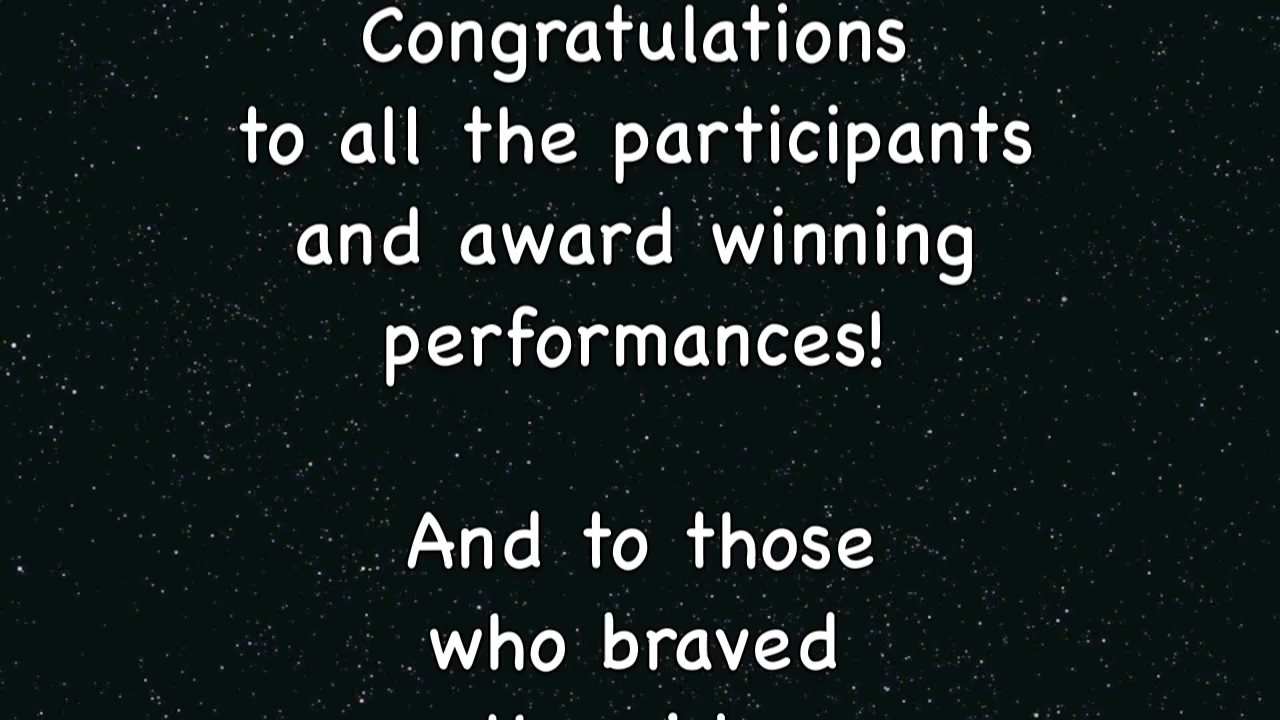 Congratulations
to all the participants
and award winning
performances!
And to those
who braved